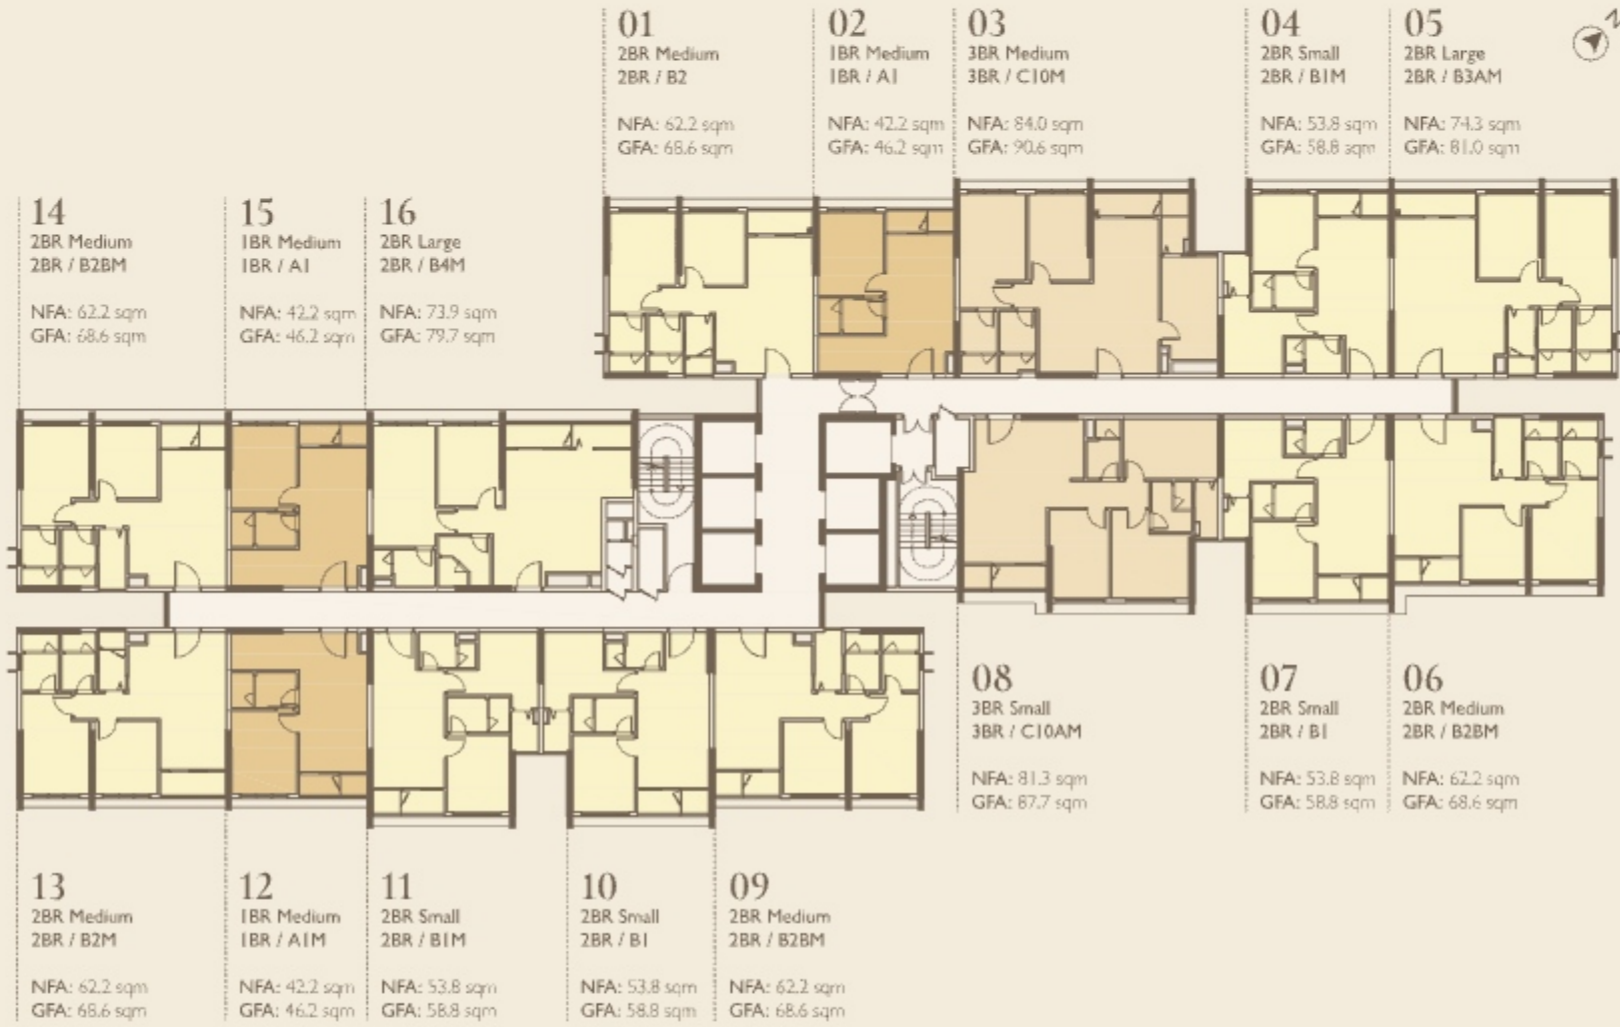 01
2BR Medium
2BR / B2
NFA: 62.2 sqm
GFA: 68.6 sqm
02
1BR Medium
1BR / A1
NFA: 42.2 sqm
GFA: 46.2 sqm
03
3BR Medium
3BR / C10M
NFA: 84.0 sqm
GFA: 90.6 sqm
04
2BR Small
2BR / B1M
NFA: 53.8 sqm
GFA: 58.8 sqm
05
2BR Large
2BR / B3AM
NFA: 74.3 sqm
GFA: 81.0 sqm
N
14
2BR Medium
2BR / B2BM
NFA: 62.2 sqm
GFA: 68.6 sqm
15
1BR Medium
1BR / A1
NFA: 42.2 sqm
GFA: 46.2 sqm
16
2BR Large
2BR / B4M
NFA: 73.9 sqm
GFA: 79.7 sqm
08
3BR Small
3BR / C10AM
NFA: 81.3 sqm
GFA: 87.7 sqm
07
2BR Small
2BR / B1
NFA: 53.8 sqm
GFA: 58.8 sqm
06
2BR Medium
2BR / B2BM
NFA: 62.2 sqm
GFA: 68.6 sqm
13
2BR Medium
2BR / B2M
NFA: 62.2 sqm
GFA: 68.6 sqm
12
1BR Medium
1BR / A1M
NFA: 42.2 sqm
GFA: 46.2 sqm
11
2BR Small
2BR / B1M
NFA: 53.8 sqm
GFA: 58.8 sqm
10
2BR Small
2BR / B1
NFA: 53.8 sqm
GFA: 58.8 sqm
09
2BR Medium
2BR / B2BM
NFA: 62.2 sqm
GFA: 68.6 sqm